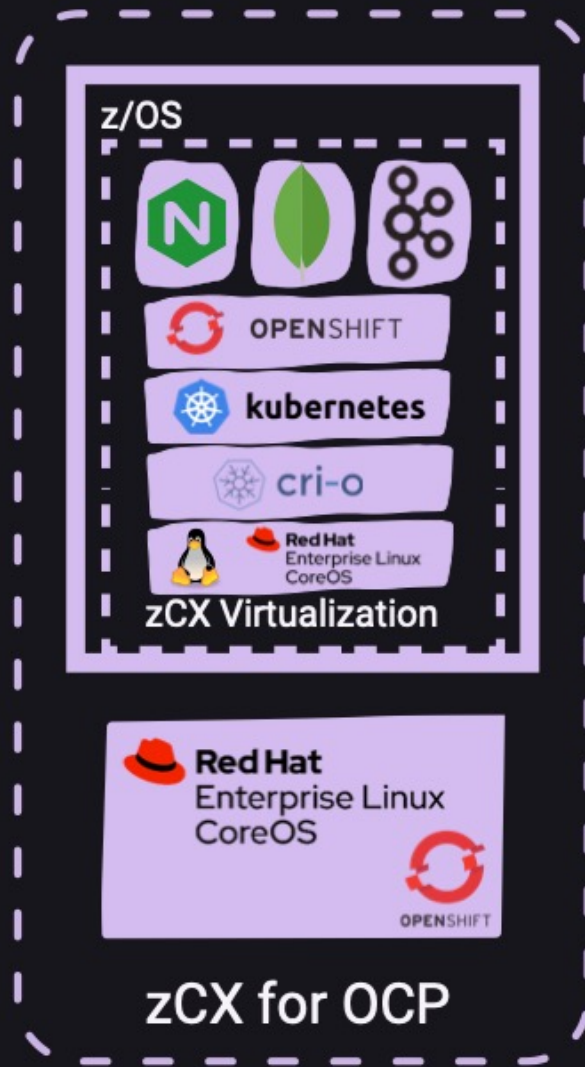 z/OS
N
OPENSHIFT
kubernetes
cri-o
Red Hat
Enterprise Linux
CoreOS
zCX Virtualization
Red Hat
Enterprise Linux
CoreOS
OPENSHIFT
zCX for OCP